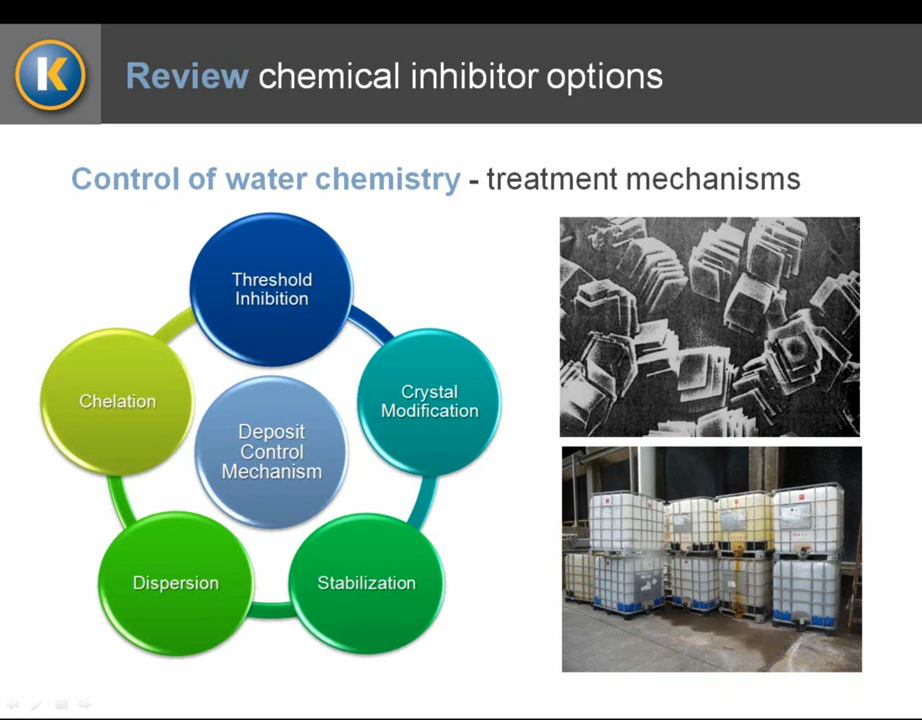 K
Review chemical inhibitor options
Control of water chemistry - treatment mechanisms
Threshold
Inhibition
Chelation
Crystal
Modification
Deposit
Control
Mechanism
Dispersion
Stabilization